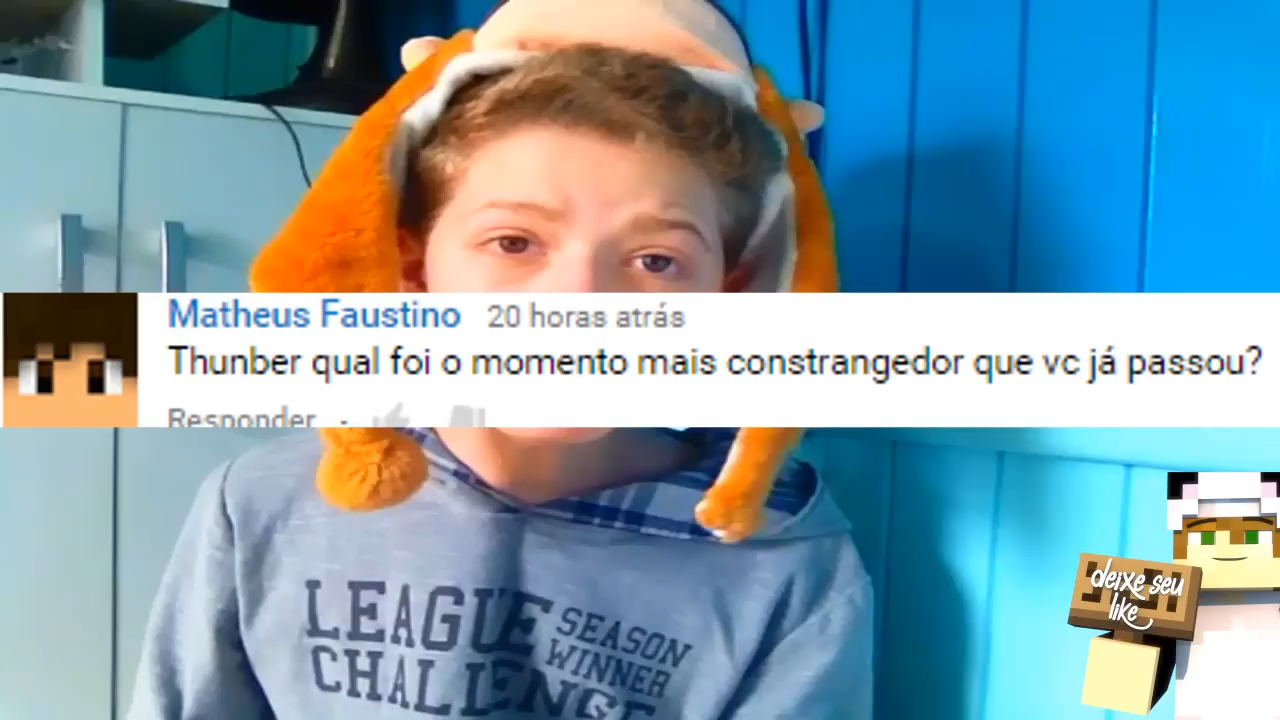 Matheus Faustino 20 horas atrás
Thunber qual foi o momento mais constrangedor que vc já passou?
Responder
LEAGUE SEASON
WINNER
CHALLENGE
deixe seu
like